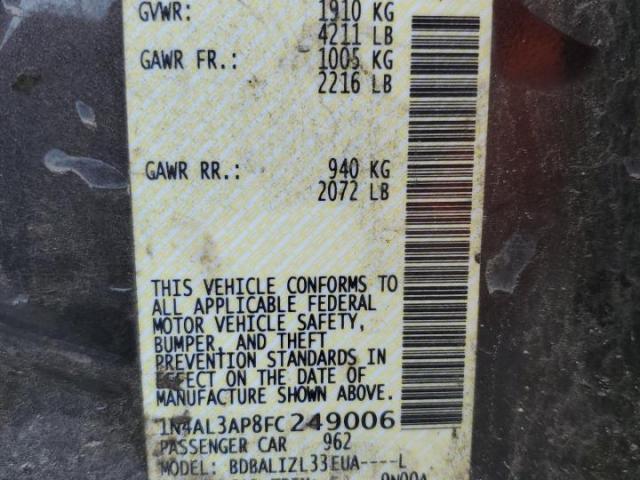 GVWR: 1910 KG
4211 LB
GAWR FR.: 1005 KG
2216 LB
GAWR RR.: 940 KG
2072 LB
THIS VEHICLE CONFORMS TO
ALL APPLICABLE FEDERAL
MOTOR VEHICLE SAFETY,
BUMPER, AND THEFT
PREVENTION STANDARDS IN
EFFECT ON THE DATE OF
MANUFACTURE SHOWN ABOVE.
1N4AL3AP8FC249006
PASSENGER CAR 962
MODEL: BDBALIZL33EUA----L